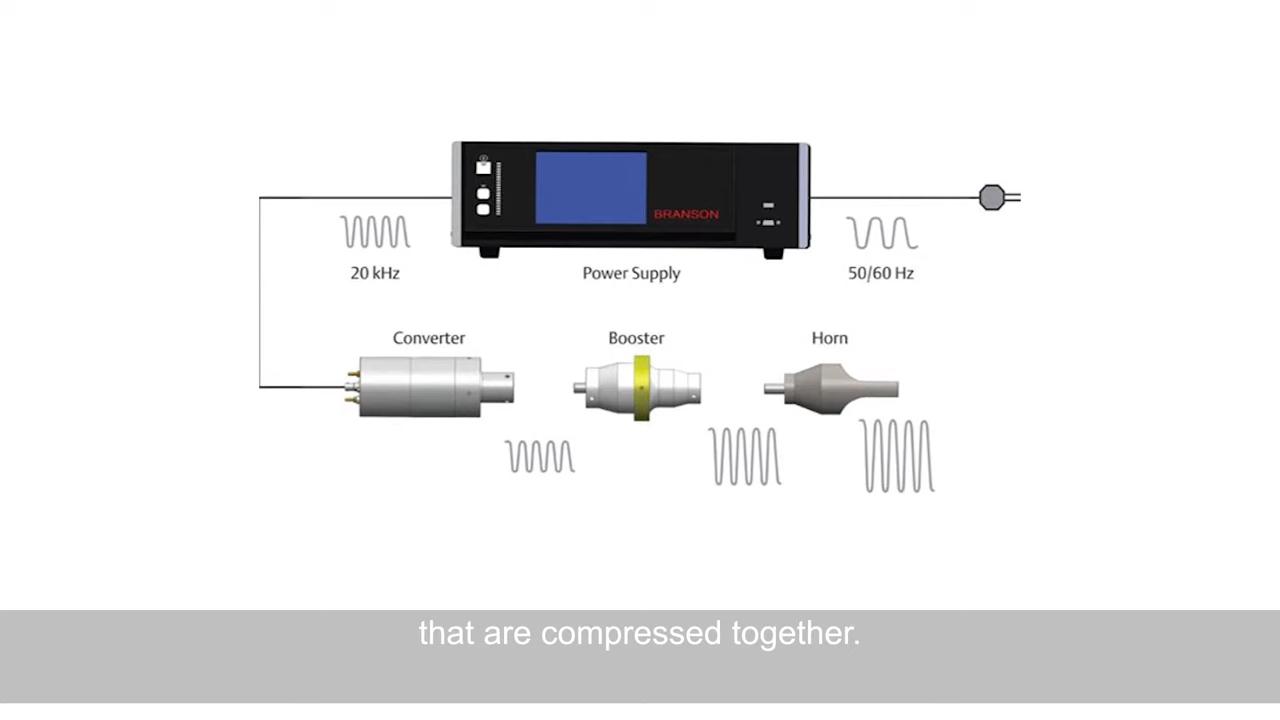 BRANSON
20 kHz
Power Supply
50/60 Hz
Converter
Booster
Horn
that are compressed together.